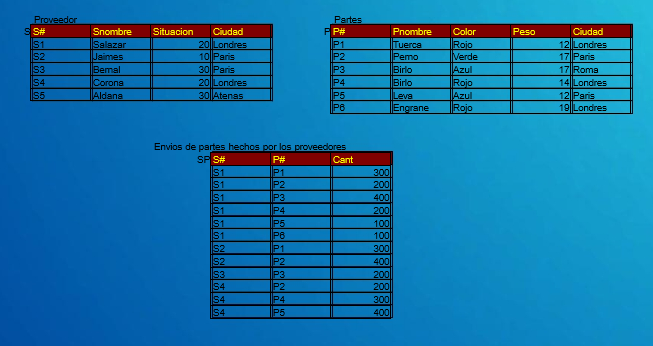 Proveedor
S S# Snombre Situacion Ciudad
S1 Salazar 20 Londres
S2 Jaimes 10 Paris
S3 Bernal 30 Paris
S4 Corona 20 Londres
S5 Aldana 30 Atenas
Partes
P P# Pnombre Color Peso Ciudad
P1 Tuerca Rojo 12 Londres
P2 Perno Verde 17 Paris
P3 Birlo Azul 17 Roma
P4 Birlo Rojo 14 Londres
P5 Leva Azul 12 Paris
P6 Engrane Rojo 19 Londres
Envios de partes hechos por los proveedores
SP S# P# Cant
S1 P1 300
S1 P2 200
S1 P3 400
S1 P4 200
S1 P5 100
S1 P6 100
S2 P1 300
S2 P2 400
S3 P3 200
S4 P2 200
S4 P4 300
S4 P5 400